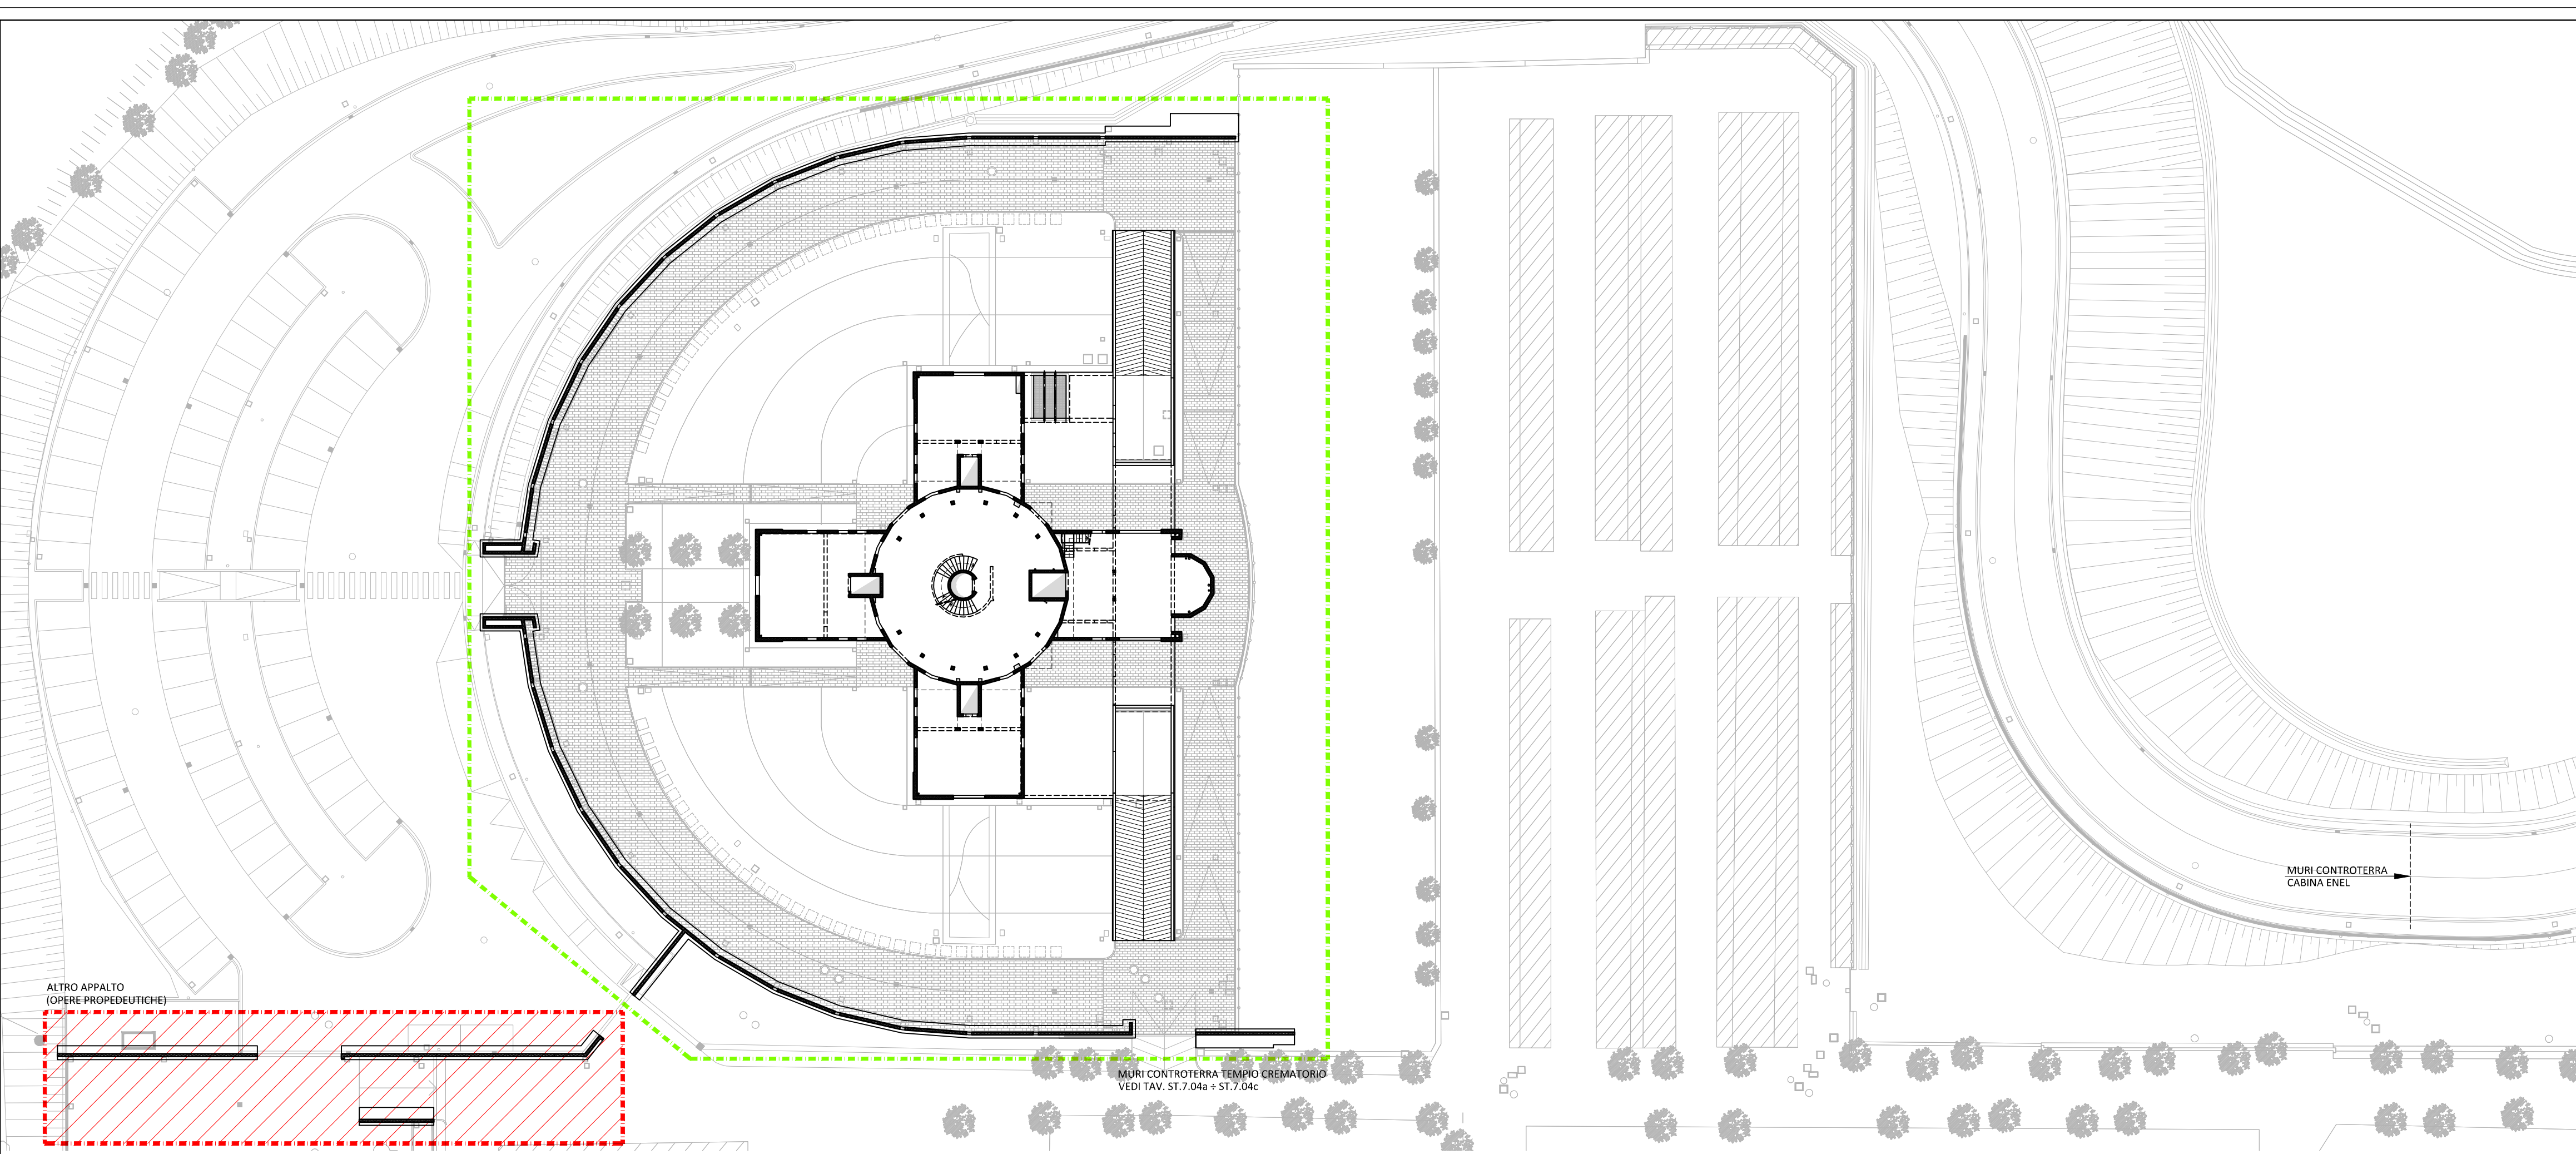 MURI CONTROTERRA
CABINA ENEL
ALTRO APPALTO
(OPERE PROPEDEUTICHE)
MURI CONTROTERRA TEMPIO CREMATORIO
VEDI TAV. ST.7.04a ÷ ST.7.04c